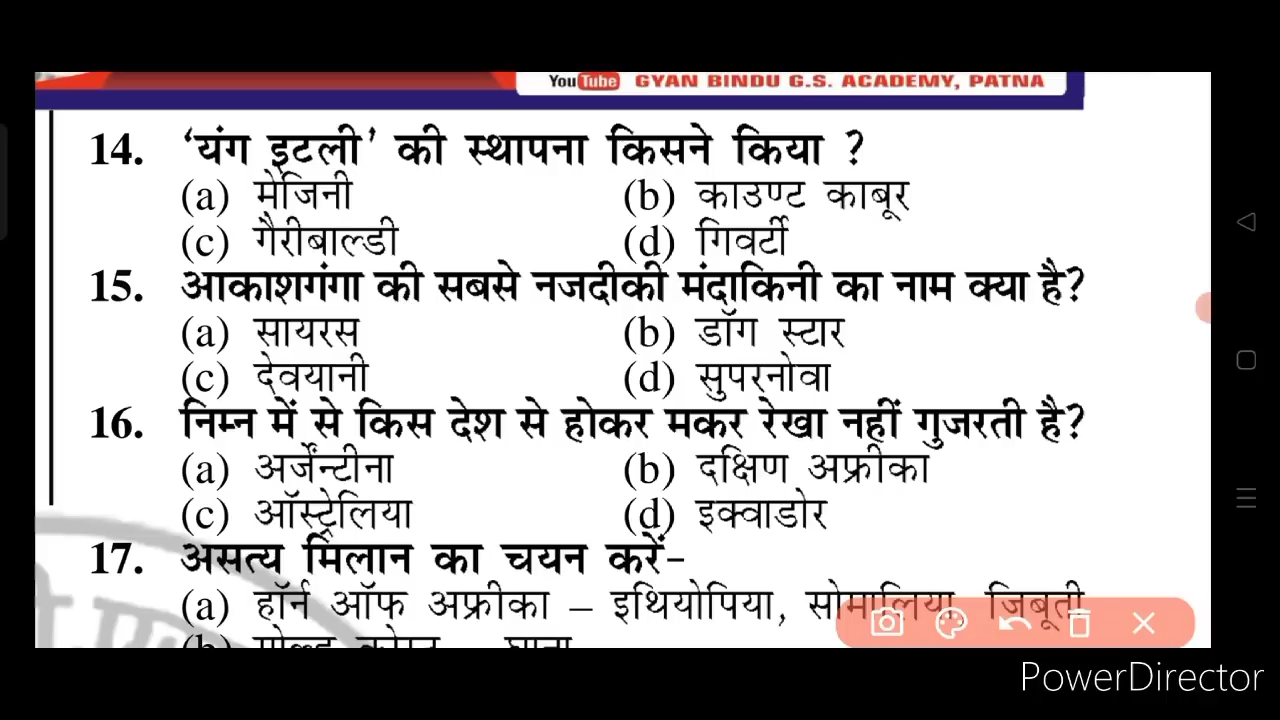 YouTube GYAN BINDU G.S. ACADEMY, PATNA
14. ‘यंग इटली’ की स्थापना किसने किया ?
(a) मेजिनी (b) काउण्ट काबूर
(c) गैरीबाल्डी (d) गिवर्टी
15. आकाशगंगा की सबसे नजदीकी मंदाकिनी का नाम क्या है?
(a) सायरस (b) डॉग स्टार
(c) देवयानी (d) सुपरनोवा
16. निम्न में से किस देश से होकर मकर रेखा नहीं गुजरती है?
(a) अर्जेन्टीना (b) दक्षिण अफ्रीका
(c) ऑस्ट्रेलिया (d) इक्वाडोर
17. असत्य मिलान का चयन करें-
(a) हॉर्न ऑफ अफ्रीका – इथियोपिया, सोमालिया, जिबूती
PowerDirector